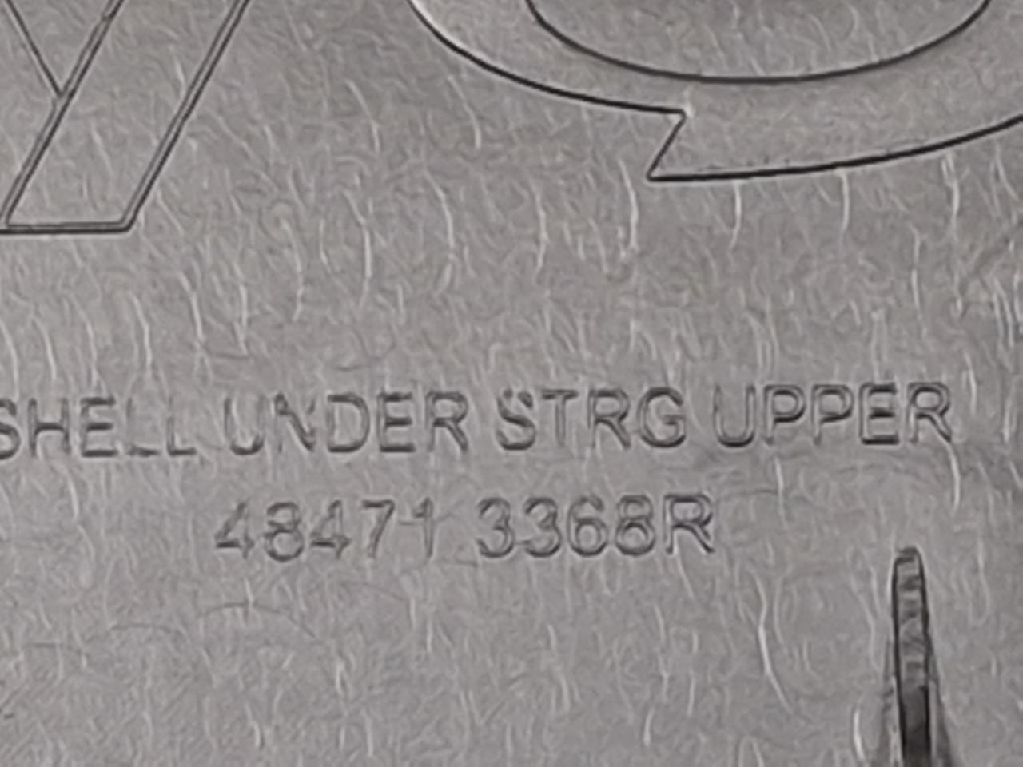 SHELL UNDER STRG UPPER
48471 3368R